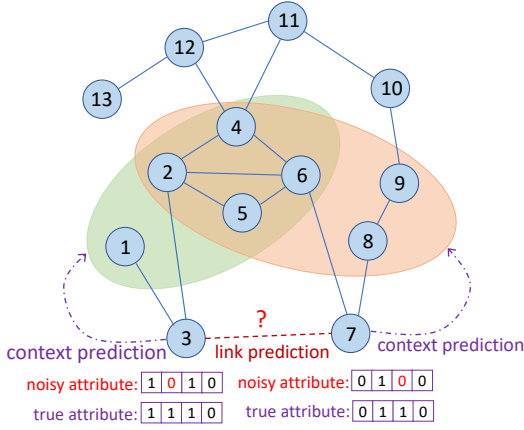 11
12
10
13
4
2
6
9
5
1
8
?
3
7
context prediction
link prediction
context prediction
noisy attribute: 1 0 1 0
noisy attribute: 0 1 0 0
true attribute: 1 1 1 0
true attribute: 0 1 1 0